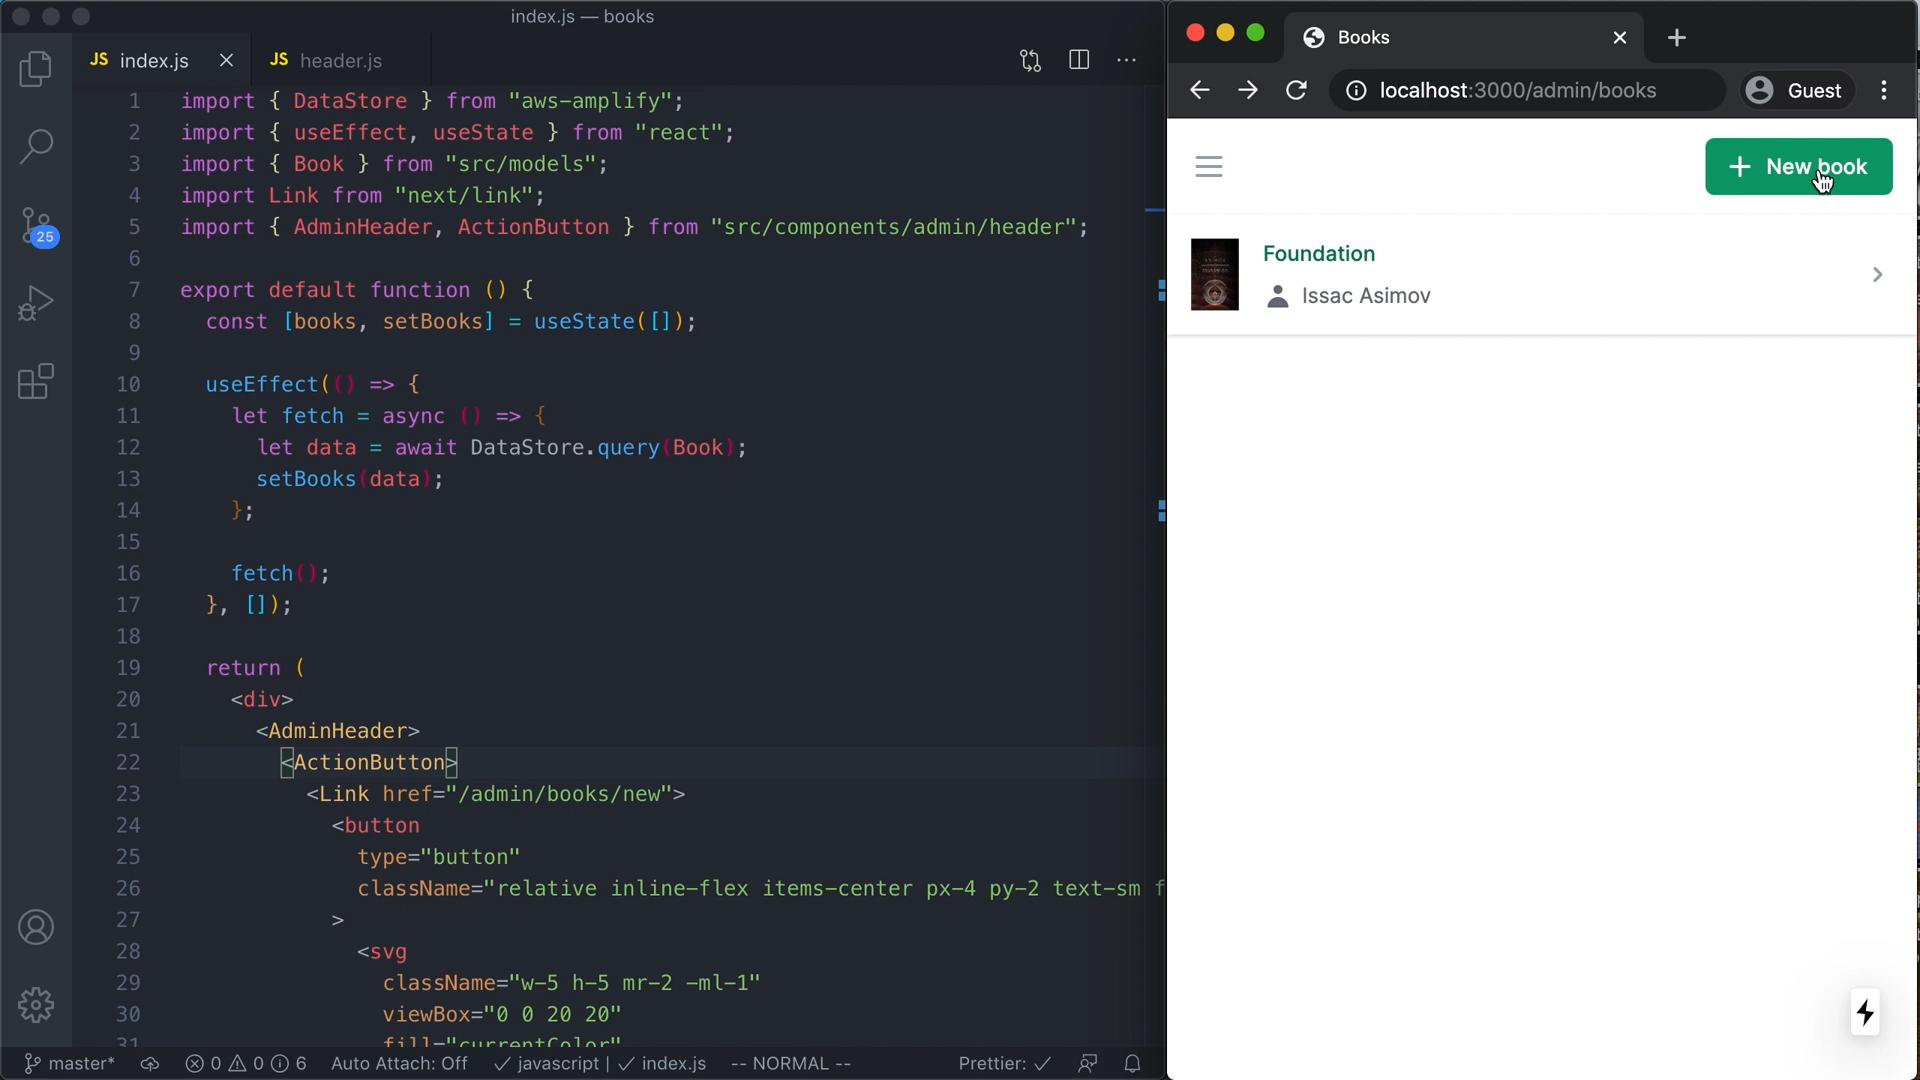 index.js — books
JS index.js
JS header.js
1 import { DataStore } from "aws-amplify";
2 import { useEffect, useState } from "react";
3 import { Book } from "src/models";
4 import Link from "next/link";
5 import { AdminHeader, ActionButton } from "src/components/admin/header";
6
7 export default function () {
8 const [books, setBooks] = useState([]);
9
10 useEffect(() => {
11 let fetch = async () => {
12 let data = await DataStore.query(Book);
13 setBooks(data);
14 };
15
16 fetch();
17 }, []);
18
19 return (
20 <div>
21 <AdminHeader>
22 <ActionButton>
23 <Link href="/admin/books/new">
24 <button
25 type="button"
26 className="relative inline-flex items-center px-4 py-2 text-sm f
27 >
28 <svg
29 className="w-5 h-5 mr-2 -ml-1"
30 viewBox="0 0 20 20"
31 fill="currentColor"
25
master* 0 0 6 Auto Attach: Off ✓ javascript | ✓ index.js -- NORMAL -- Prettier: ✓
Books
localhost:3000/admin/books
Guest
+ New book
Foundation
Issac Asimov